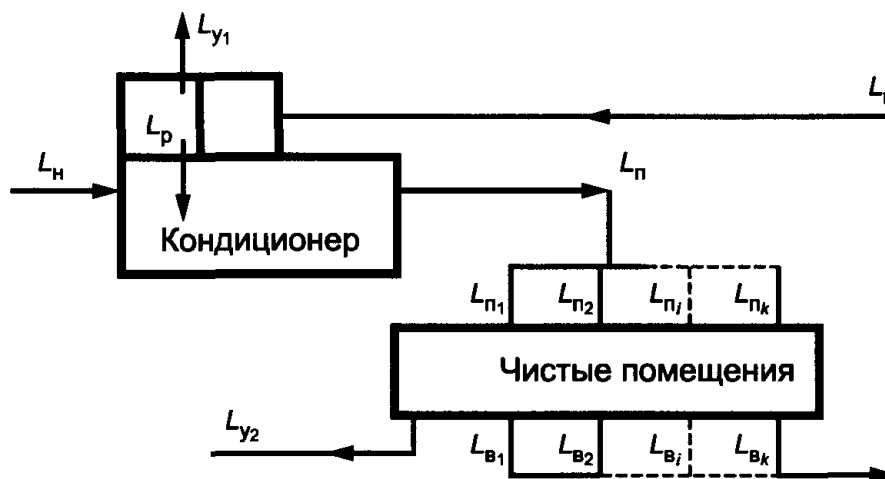 Lу1
Lр
L
Lн
Lп
Кондиционер
Lп1 Lп2 Lпi Lпk
Чистые помещения
Lу2
Lв1 Lв2 Lвi Lвk